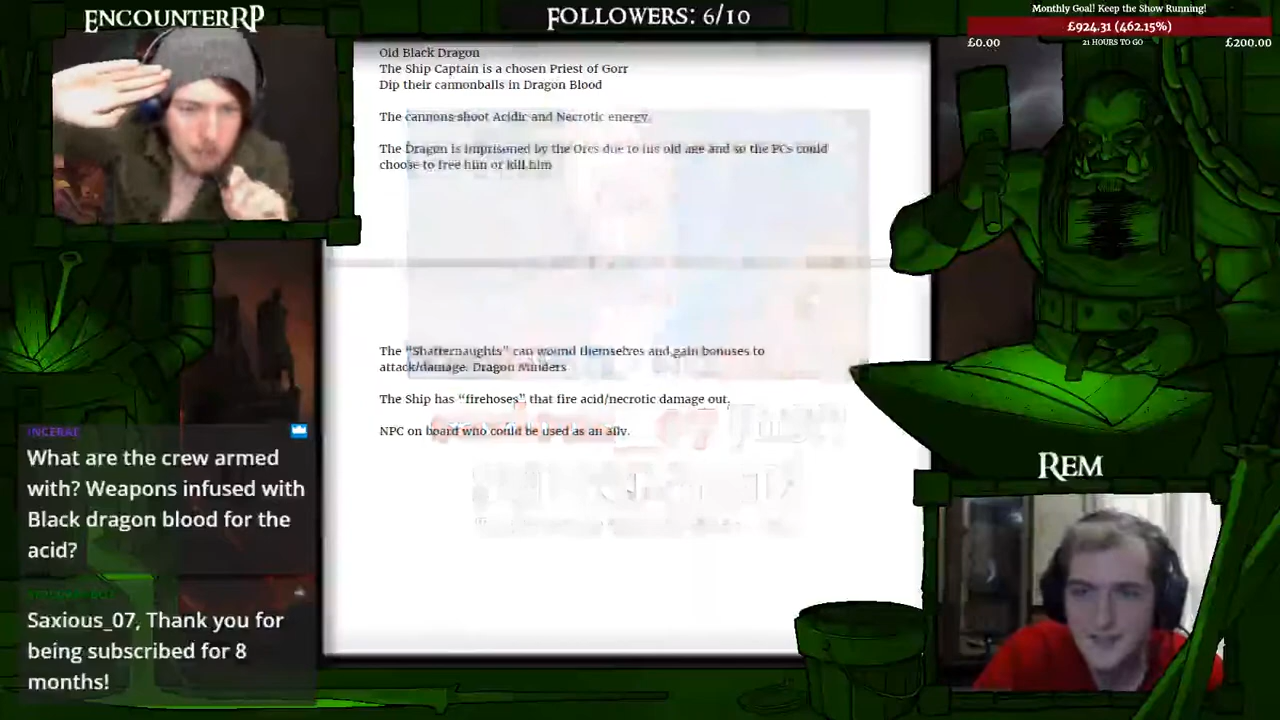 ENCOUNTERRP
FOLLOWERS: 6/10
Monthly Goal! Keep the Show Running!
£924.31 (462.15%)
£0.00
21 HOURS TO GO
£200.00
Old Black Dragon
The Ship Captain is a chosen Priest of Gorr
Dip their cannonballs in Dragon Blood
The cannons shoot Acidic and Necrotic energy.
The Dragon is imprisoned by the Orcs due to his old age and so the PCs could
choose to free him or kill him
The “Shatternaughts” can wound themselves and gain bonuses to
attack/damage. Dragon Minders
The Ship has “firehoses” that fire acid/necrotic damage out.
NPC on board who could be used as an ally.
What are the crew armed
with? Weapons infused with
Black dragon blood for the
acid?
Saxious_07, Thank you for
being subscribed for 8
months!
REM